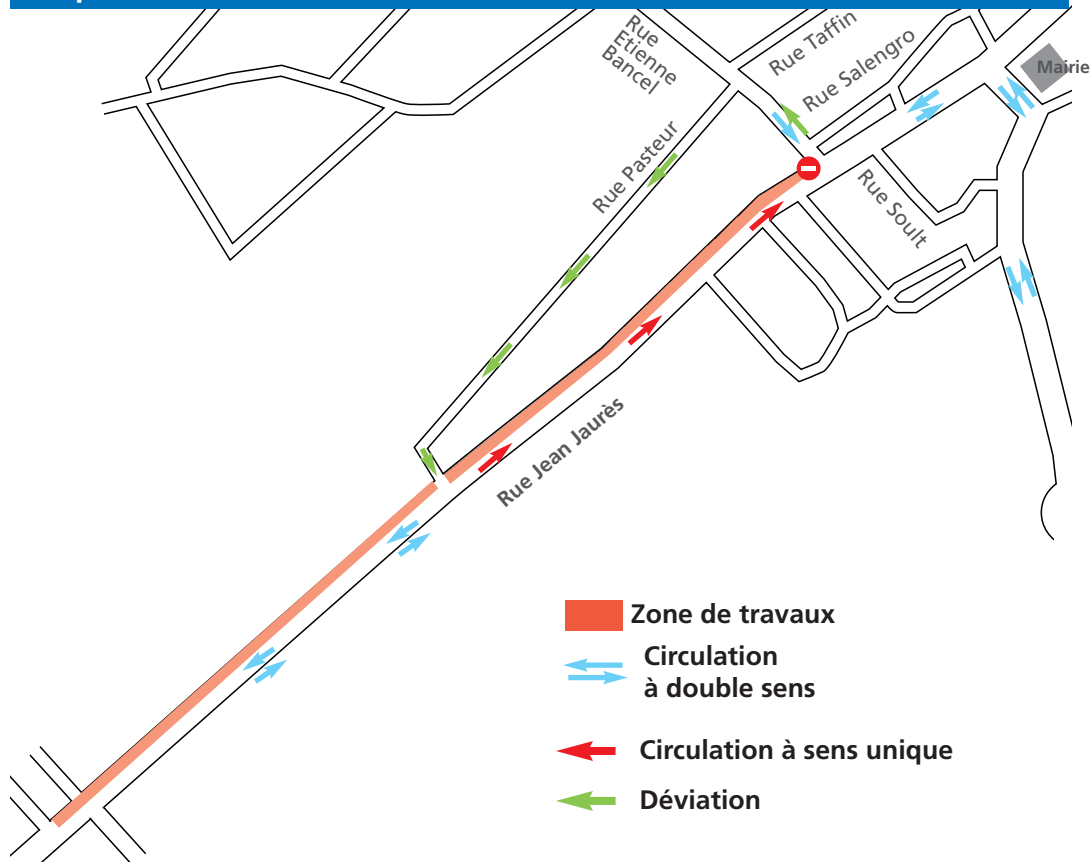 Rue
Etienne
Bancel
Rue Taffin
Rue Salengro
Mairie
Rue Pasteur
Rue Soult
Rue Jean Jaurès
Zone de travaux
Circulation
à double sens
Circulation à sens unique
Déviation